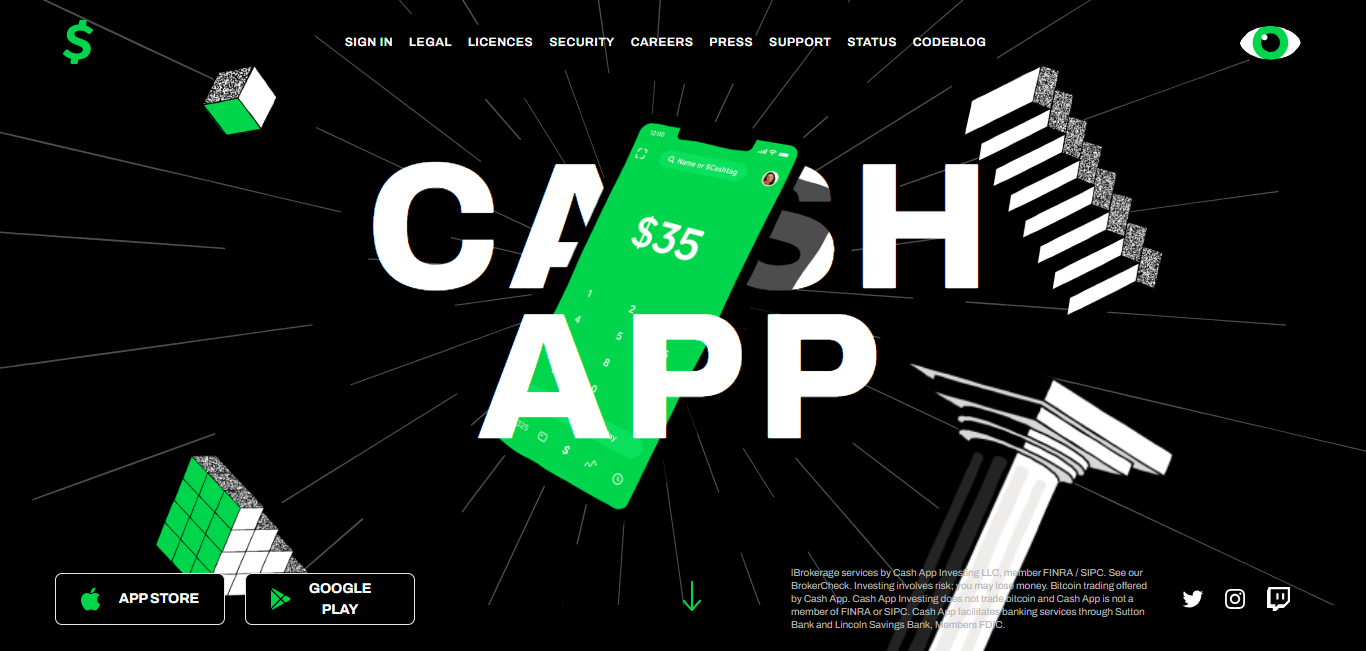 $
SIGN IN LEGAL LICENCES SECURITY CAREERS PRESS SUPPORT STATUS CODEBLOG
12:00
Name or $Cashtag
$35
CASH
1
2
4
5
8
0
APP
$
APP STORE
GOOGLE
PLAY
IBrokerage services by Cash App Investing LLC, member FINRA / SIPC. See our
BrokerCheck. Investing involves risk; you may lose money. Bitcoin trading offered
by Cash App. Cash App Investing does not trade bitcoin and Cash App is not a
member of FINRA or SIPC. Cash App facilitates banking services through Sutton
Bank and Lincoln Savings Bank, Members FDIC.